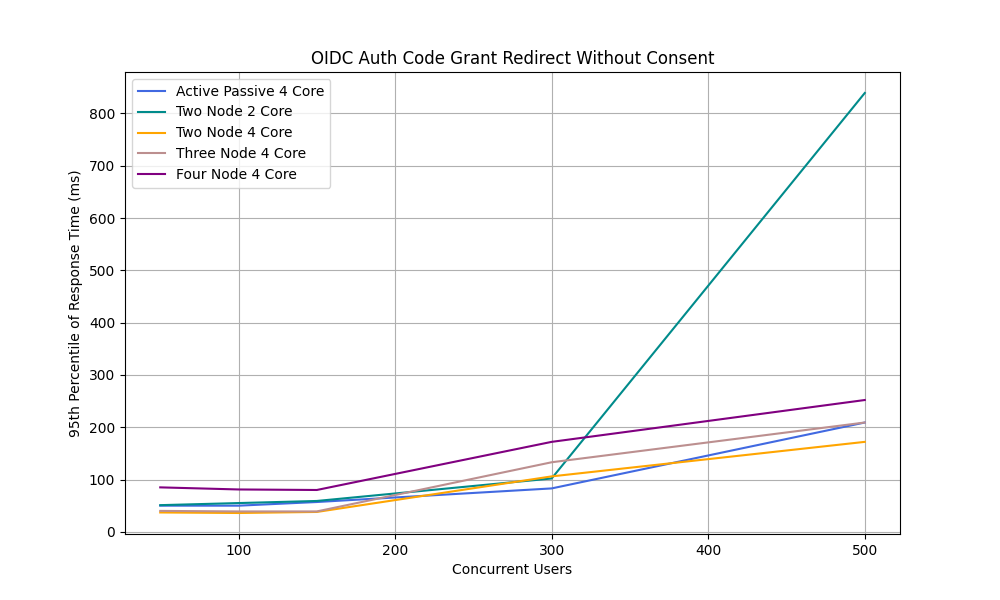 OIDC Auth Code Grant Redirect Without Consent
Active Passive 4 Core
Two Node 2 Core
Two Node 4 Core
Three Node 4 Core
Four Node 4 Core
95th Percentile of Response Time (ms)
800
700
600
500
400
300
200
100
0
100
200
300
400
500
Concurrent Users